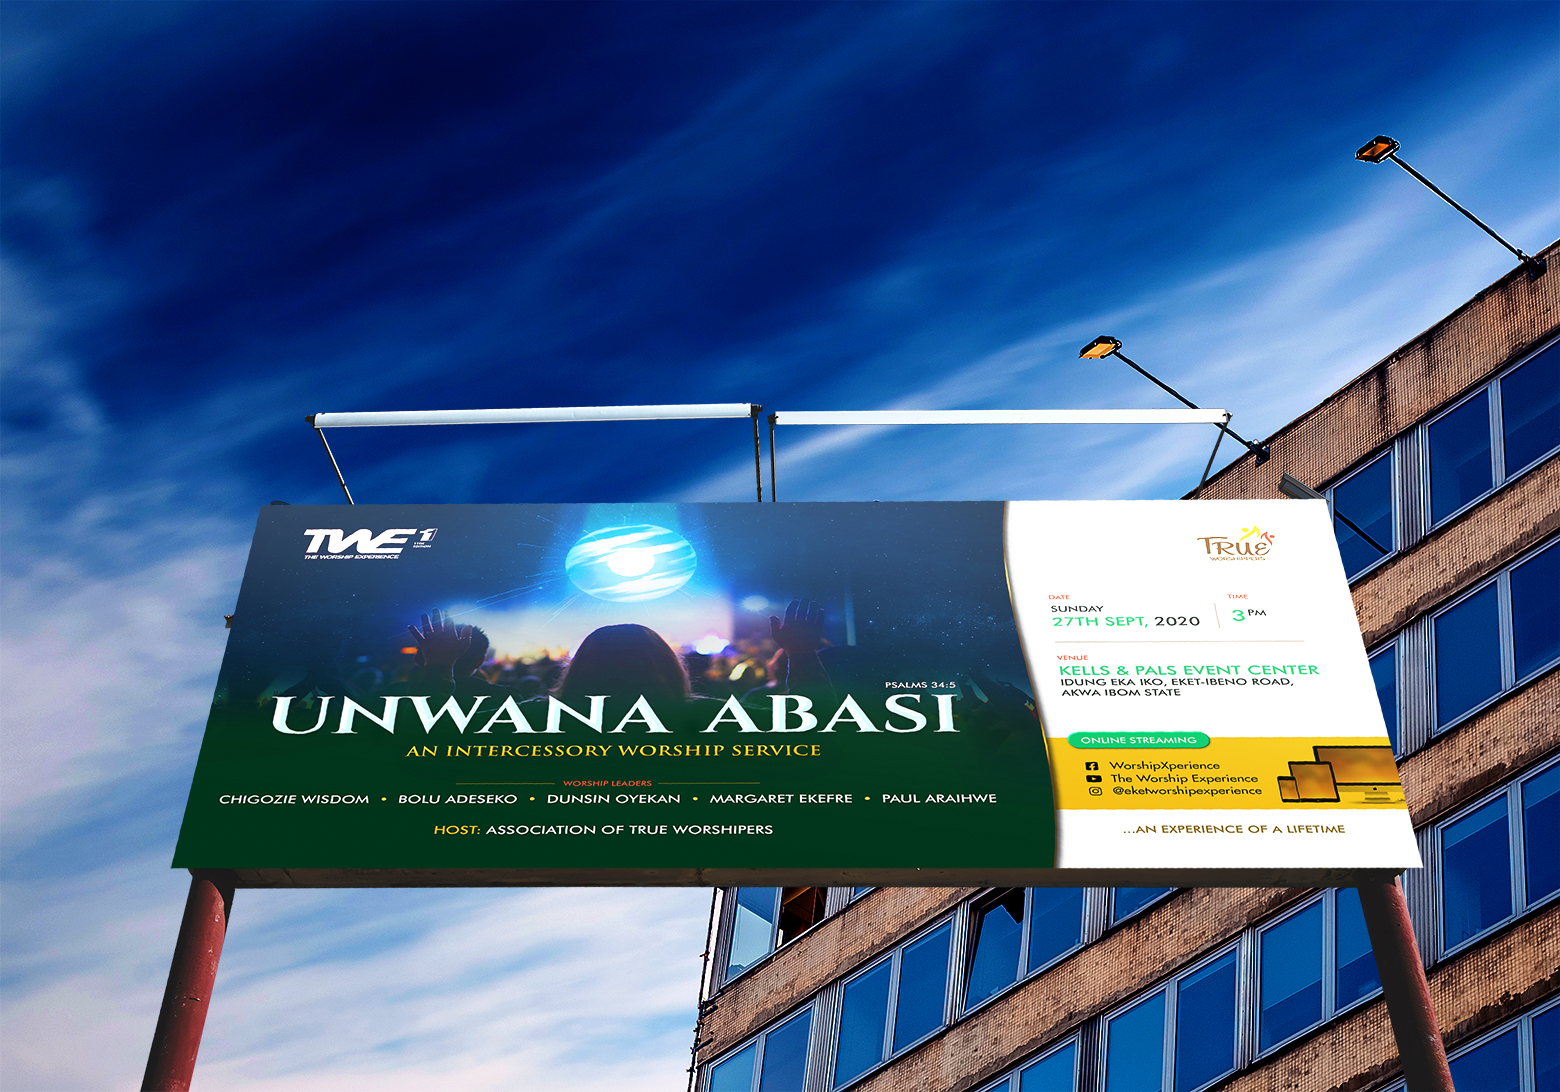 TWE
THE WORSHIP EXPERIENCE
EDITION
PSALMS 34:5
UNWANA ABASI
AN INTERCESSORY WORSHIP SERVICE
WORSHIP LEADERS
CHIGOZIE WISDOM • BOLU ADESEKO • DUNSIN OYEKAN • MARGARET EKEFRE • PAUL ARAIHWE
HOST: ASSOCIATION OF TRUE WORSHIPERS
TRUE
WORSHIPPERS
DATE
SUNDAY
27TH SEPT, 2020
TIME
3PM
VENUE
KELLS & PALS EVENT CENTER
IDUNG EKA IKO, EKET-IBENO ROAD,
AKWA IBOM STATE
ONLINE STREAMING
WorshipXperience
The Worship Experience
@eketworshipexperience
...AN EXPERIENCE OF A LIFETIME